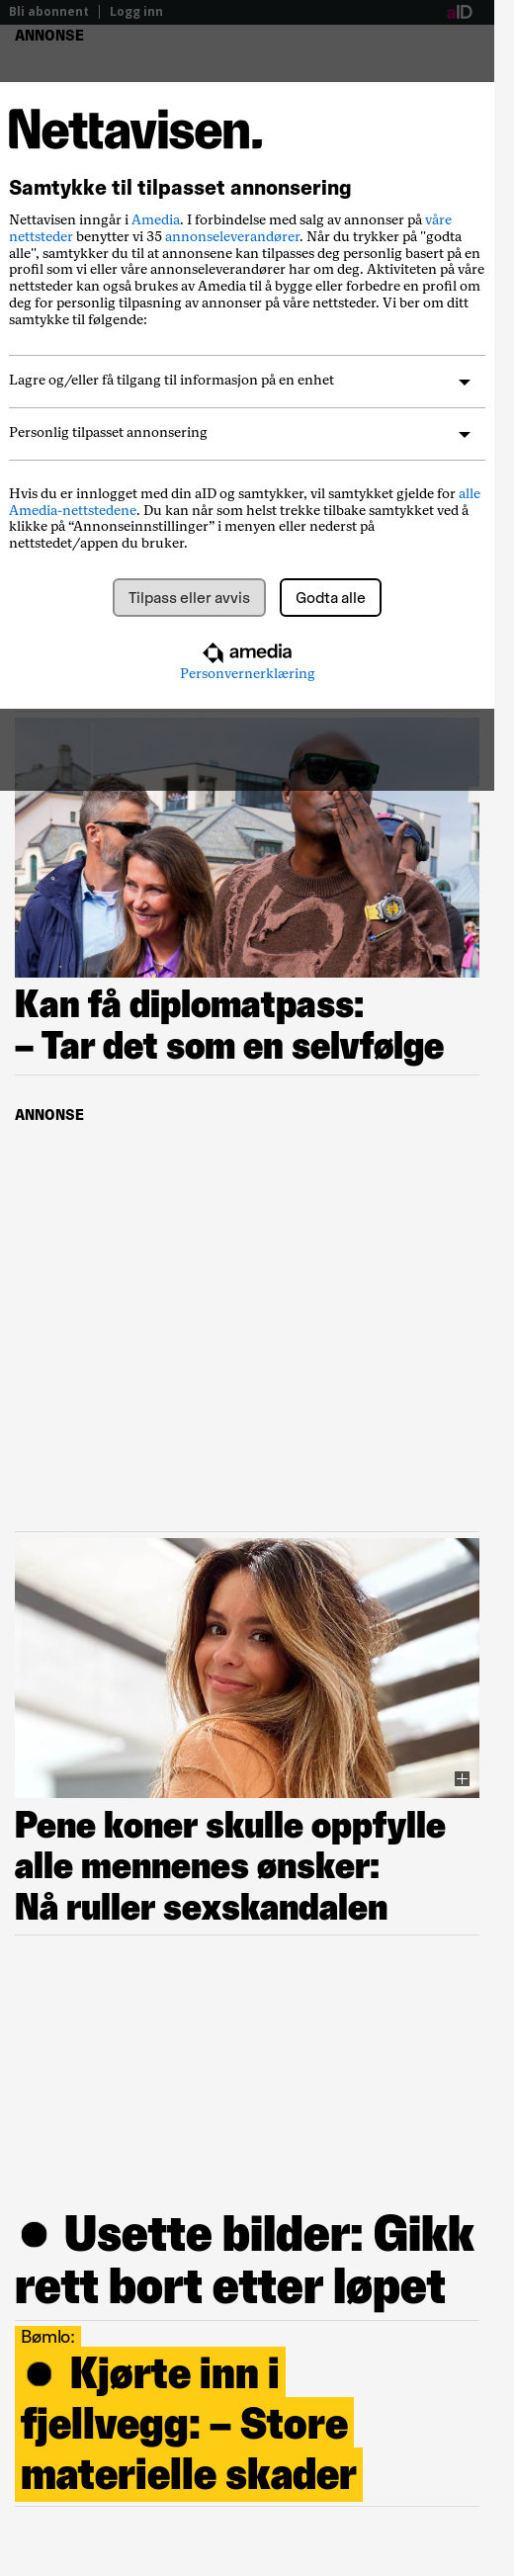 Bli abonnent
Logg inn
aID
ANNONSE
Nettavisen.
Samtykke til tilpasset annonsering
Nettavisen inngår i Amedia. I forbindelse med salg av annonser på våre
nettsteder benytter vi 35 annonseleverandører. Når du trykker på "godta
alle", samtykker du til at annonsene kan tilpasses deg personlig basert på en
profil som vi eller våre annonseleverandører har om deg. Aktiviteten på våre
nettsteder kan også brukes av Amedia til å bygge eller forbedre en profil om
deg for personlig tilpasning av annonser på våre nettsteder. Vi ber om ditt
samtykke til følgende:
Lagre og/eller få tilgang til informasjon på en enhet
Personlig tilpasset annonsering
Hvis du er innlogget med din aID og samtykker, vil samtykket gjelde for alle
Amedia-nettstedene. Du kan når som helst trekke tilbake samtykket ved å
klikke på “Annonseinnstillinger” i menyen eller nederst på
nettstedet/appen du bruker.
Tilpass eller avvis
Godta alle
amedia
Personvernerklæring
Kan få diplomatpass:
– Tar det som en selvfølge
ANNONSE
Pene koner skulle oppfylle
alle mennenes ønsker:
Nå ruller sexskandalen
● Usette bilder: Gikk
rett bort etter løpet
Bømlo:
● Kjørte inn i
fjellvegg: – Store
materielle skader